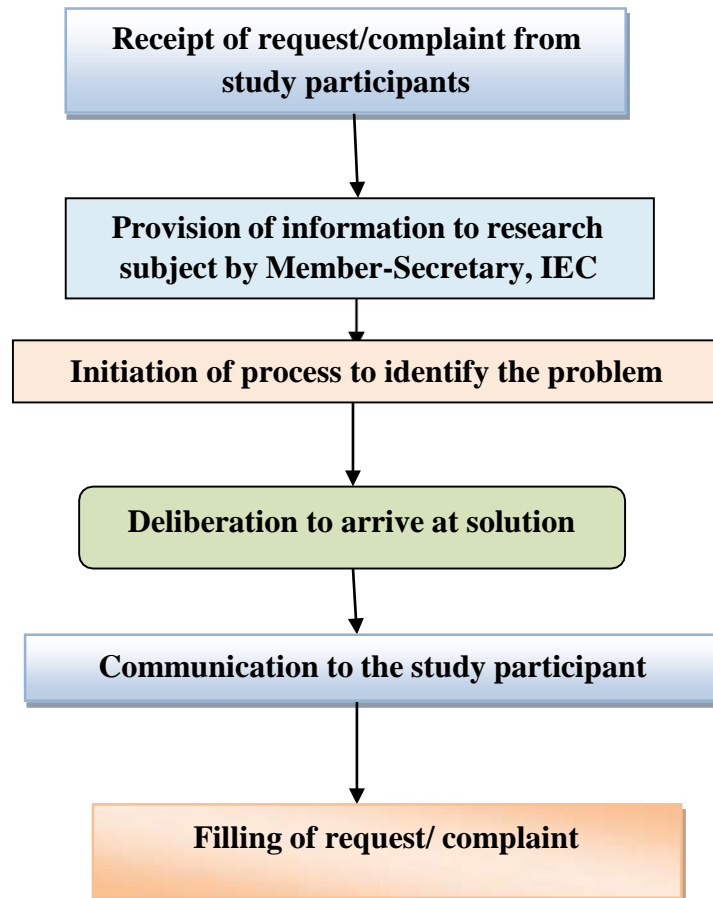 Receipt of request/complaint from
study participants
Provision of information to research
subject by Member-Secretary, IEC
Initiation of process to identify the problem
Deliberation to arrive at solution
Communication to the study participant
Filling of request/ complaint